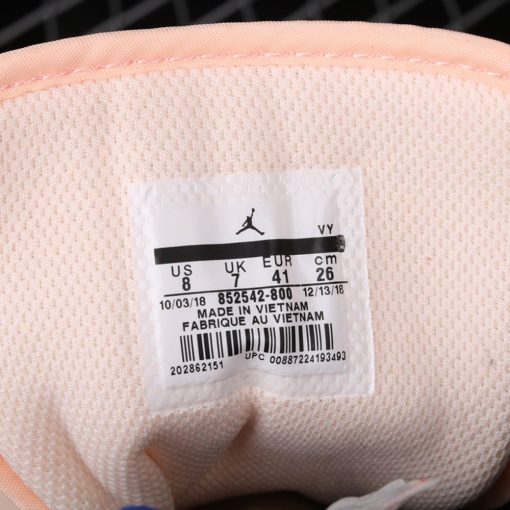 VY
US UK EUR cm
8 7 41 26
10/03/18 852542-800 12/13/18
MADE IN VIETNAM
FABRIQUE AU VIETNAM
202862151 UPC 00887224193493